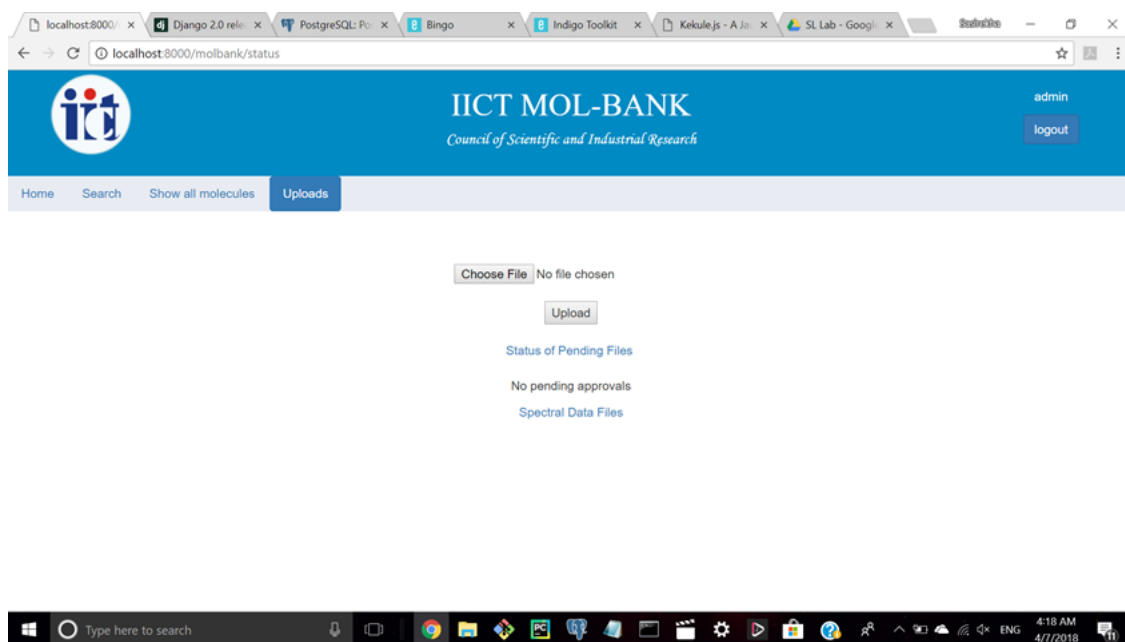 localhost:8000/
Django 2.0 rele
PostgreSQL: Po
Bingo
Indigo Toolkit
Kekule.js - A Ja
SL Lab - Googl
localhost:8000/molbank/status
iict
IICT MOL-BANK
Council of Scientific and Industrial Research
admin
logout
Home Search Show all molecules Uploads
Choose File No file chosen
Upload
Status of Pending Files
No pending approvals
Spectral Data Files
Type here to search
ENG
4:18 AM
4/7/2018